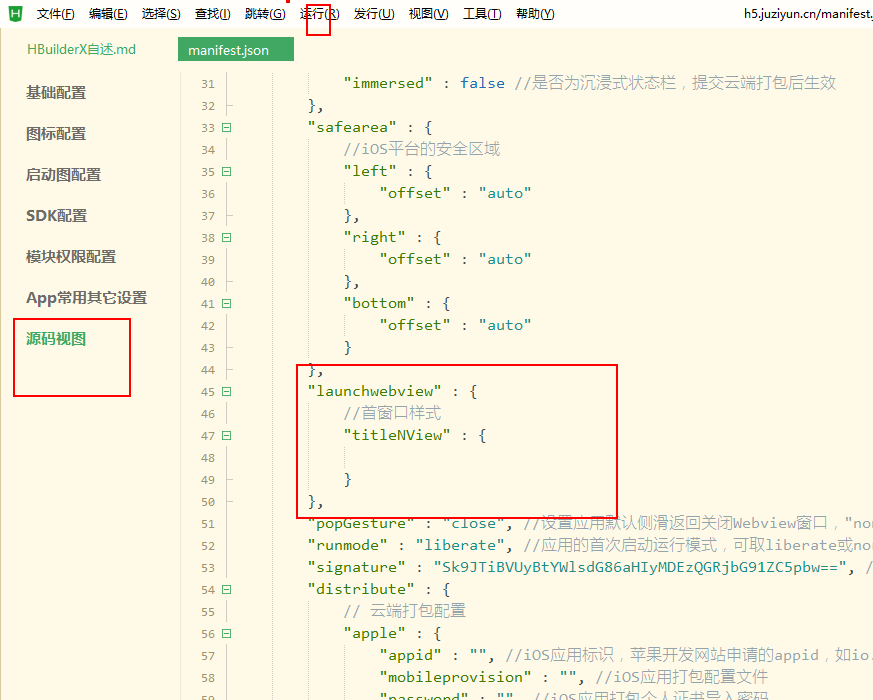 H 文件(F) 编辑(E) 选择(S) 查找(I) 跳转(G) 运行(R) 发行(U) 视图(V) 工具(T) 帮助(Y) h5.juziyun.cn/manifest.
HBuilderX自述.md manifest.json
基础配置
图标配置
启动图配置
SDK配置
模块权限配置
App常用其它设置
源码视图
31 "immersed" : false //是否为沉浸式状态栏，提交云端打包后生效
32 },
33 "safearea" : {
34 //iOS平台的安全区域
35 "left" : {
36 "offset" : "auto"
37 },
38 "right" : {
39 "offset" : "auto"
40 },
41 "bottom" : {
42 "offset" : "auto"
43 }
44 },
45 "launchwebview" : {
46 //首窗口样式
47 "titleNView" : {
48
49 }
50 },
51 "popGesture" : "close", //设置应用默认侧滑返回关闭Webview窗口，"non
52 "runmode" : "liberate", //应用的首次启动运行模式，可取liberate或nor
53 "signature" : "Sk9JTiBVUyBtYWlsdG86aHIyMDEzQGRjbG91ZC5pbw==", /
54 "distribute" : {
55 // 云端打包配置
56 "apple" : {
57 "appid" : "", //iOS应用标识，苹果开发网站申请的appid，如io.
58 "mobileprovision" : "", //iOS应用打包配置文件
59 "password" : "", //iOS应用打包个人证书导入密码